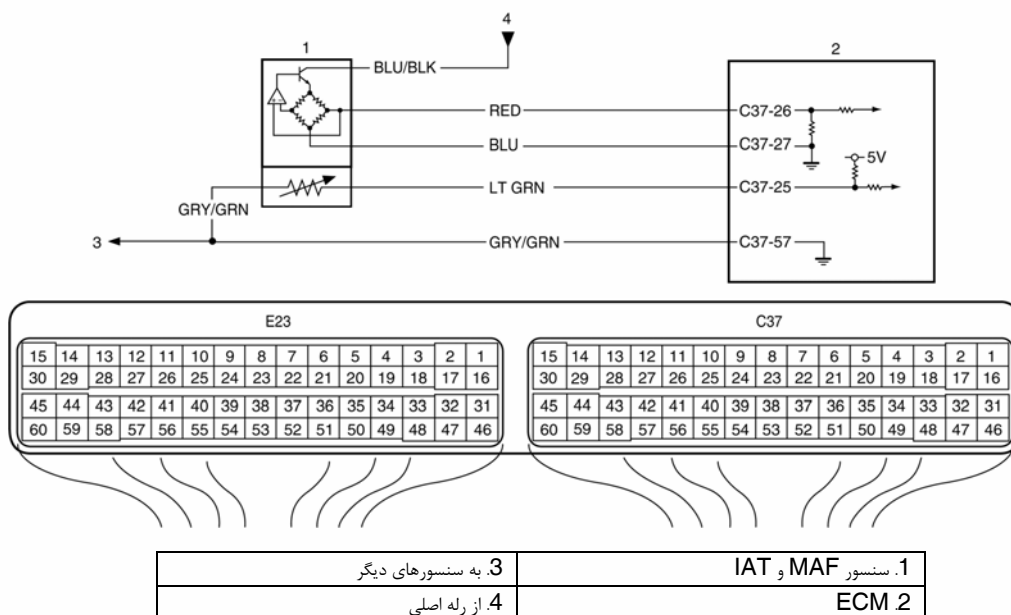 4
1
2
BLU/BLK
RED
C37-26
BLU
C37-27
5V
LT GRN
C37-25
GRY/GRN
3
GRY/GRN
C37-57
E23
C37
15 14 13 12 11 10 9 8 7 6 5 4 3 2 1
15 14 13 12 11 10 9 8 7 6 5 4 3 2 1
30 29 28 27 26 25 24 23 22 21 20 19 18 17 16
30 29 28 27 26 25 24 23 22 21 20 19 18 17 16
45 44 43 42 41 40 39 38 37 36 35 34 33 32 31
45 44 43 42 41 40 39 38 37 36 35 34 33 32 31
60 59 58 57 56 55 54 53 52 51 50 49 48 47 46
60 59 58 57 56 55 54 53 52 51 50 49 48 47 46
1. سنسور MAF و IAT
3. به سنسورهای دیگر
2. ECM
4. از رله اصلی